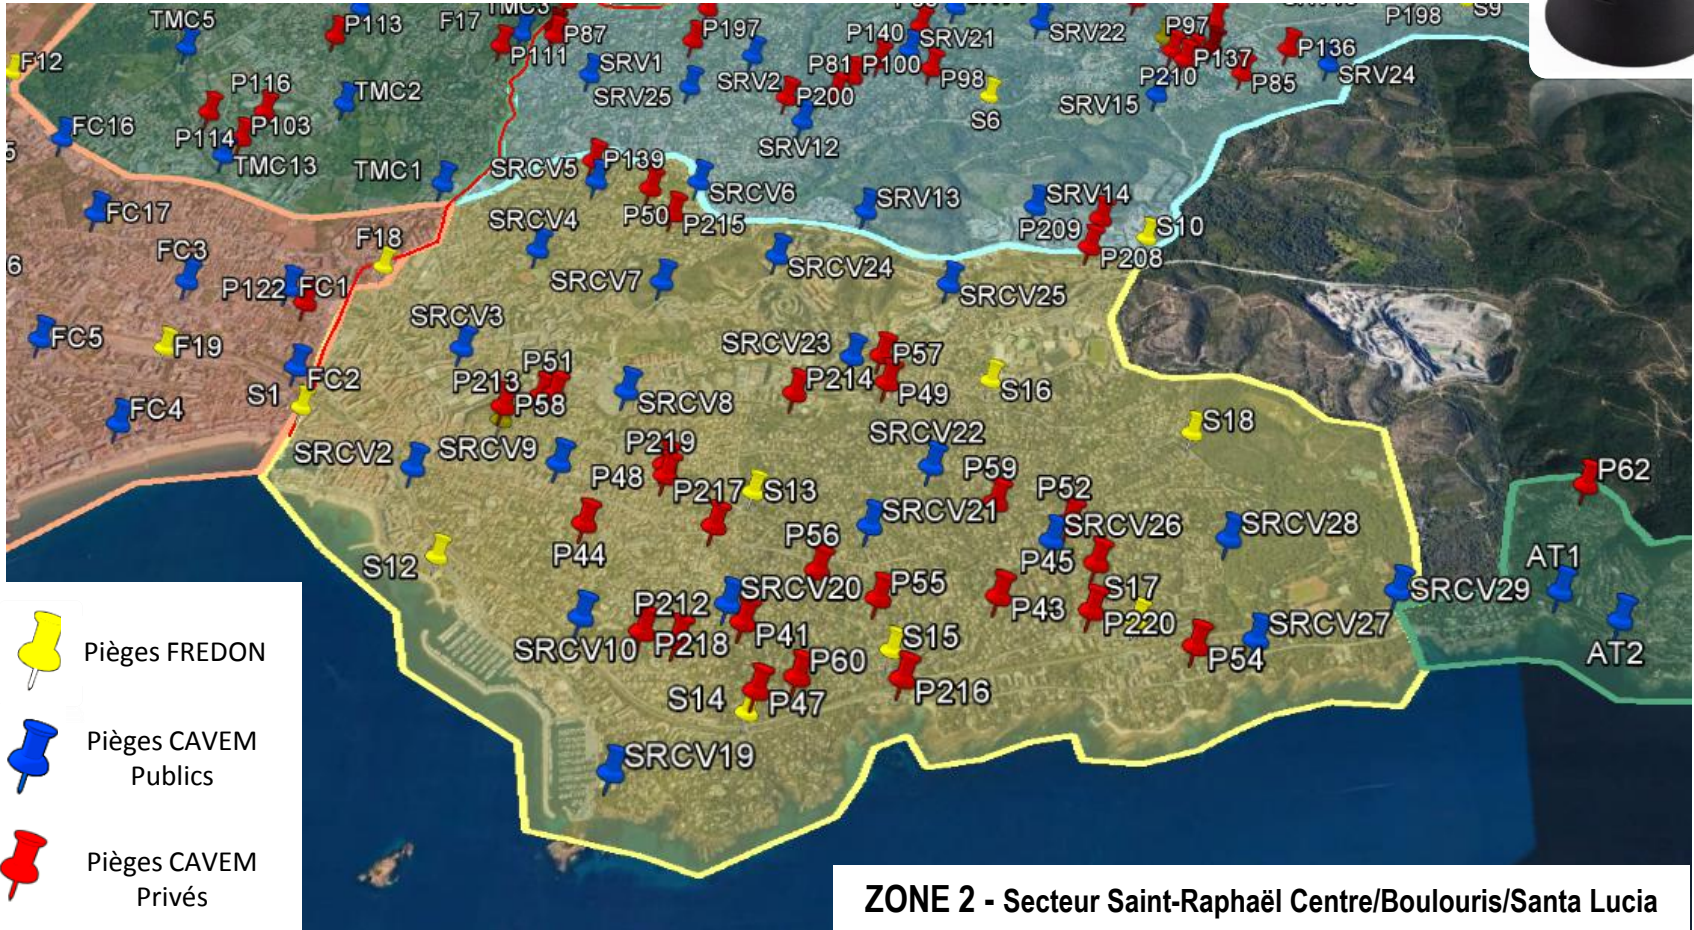 TMC5
P113
F17
TMC3
P87
P111
P197
P140
SRV21
SRV22
P97
P198
S9
F12
P116
TMC2
SRV1
SRV25
SRV2
P81
P100
P200
P98
S6
P210
P137
P136
P85
SRV24
SRV15
FC16
P114
P103
TMC13
TMC1
SRCV5
P139
SRV12
FC17
SRCV4
P50
P215
SRCV6
SRV13
SRV14
P209
S10
P208
FC3
F18
P122
FC1
SRCV7
SRCV24
SRCV25
FC5
F19
SRCV3
SRCV23
P57
S1
FC2
P213
P51
P58
SRCV8
P214
P49
S16
FC4
SRCV2
SRCV9
P219
SRCV22
S18
P48
P217
S13
P59
P52
P62
P44
P56
SRCV21
P45
SRCV26
SRCV28
S12
P212
SRCV20
P55
P43
S17
P220
AT1
SRCV29
SRCV10
P218
P41
S15
P54
SRCV27
AT2
P60
S14
P47
P216
SRCV19
Pièges FREDON
Pièges CAVEM
Publics
Pièges CAVEM
Privés
ZONE 2 - Secteur Saint-Raphaël Centre/Boulouris/Santa Lucia